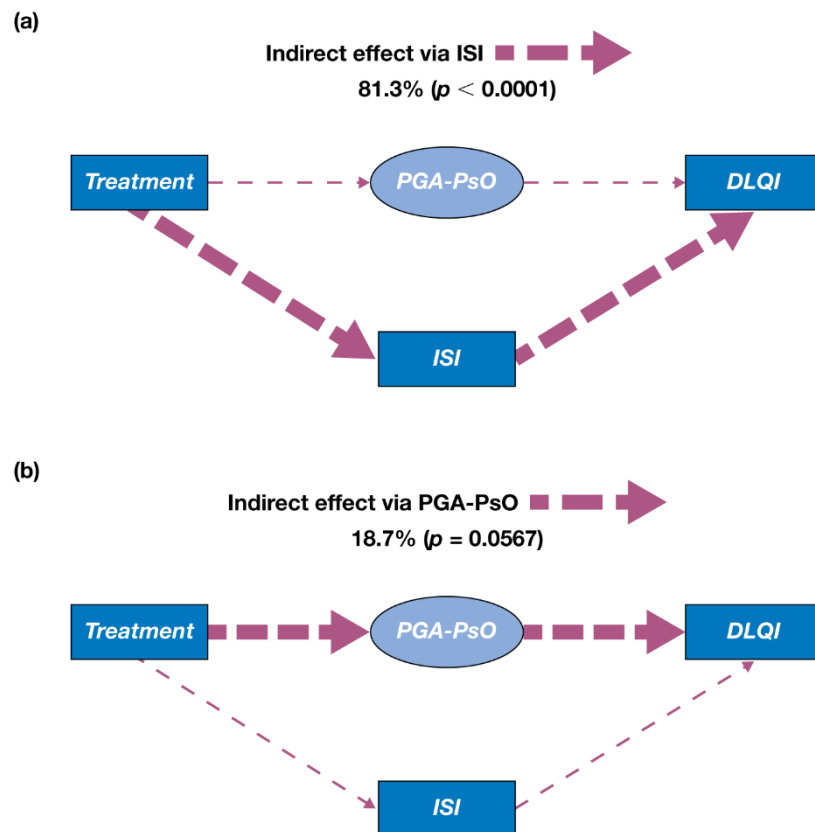 (a)
Indirect effect via ISI
81.3% (p < 0.0001)
Treatment
PGA-PsO
DLQI
ISI
(b)
Indirect effect via PGA-PsO
18.7% (p = 0.0567)
Treatment
PGA-PsO
DLQI
ISI